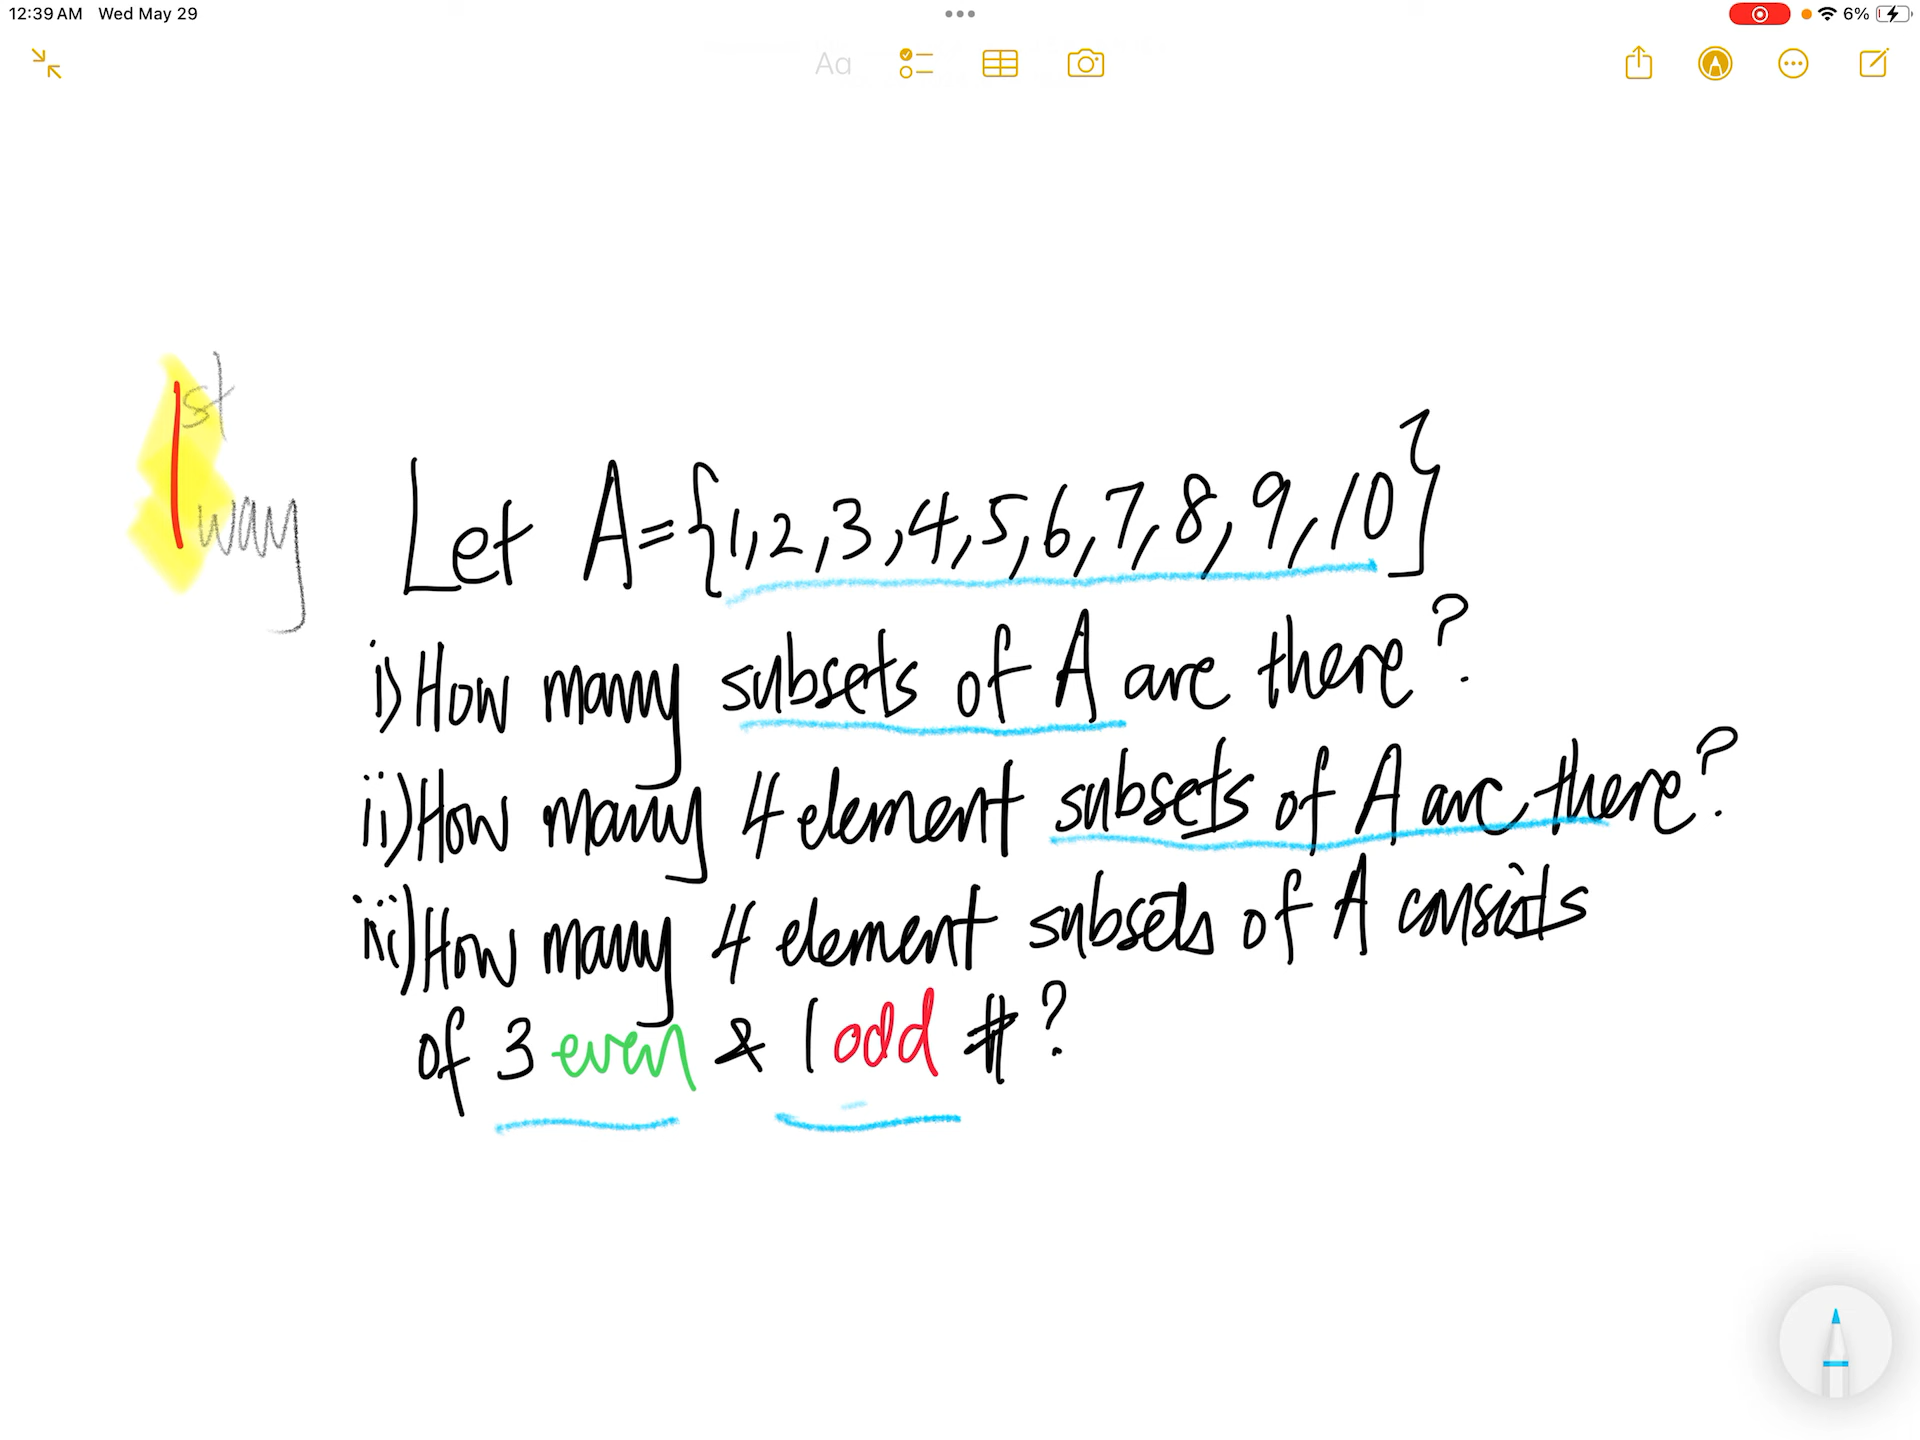 12:39 AM Wed May 29
6%
Aa
1st
way
Let A={1,2,3,4,5,6,7,8,9,10}
i) How many subsets of A are there?
ii) How many 4 element subsets of A are there?
iii) How many 4 element subsets of A consists
of 3 even & 1 odd #?